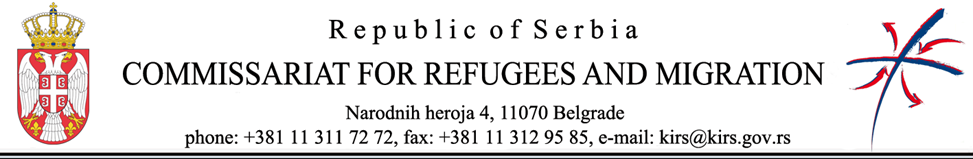 Republic of Serbia
COMMISSARIAT FOR REFUGEES AND MIGRATION
Narodnih heroja 4, 11070 Belgrade
phone: +381 11 311 72 72, fax: +381 11 312 95 85, e-mail: kirs@kirs.gov.rs